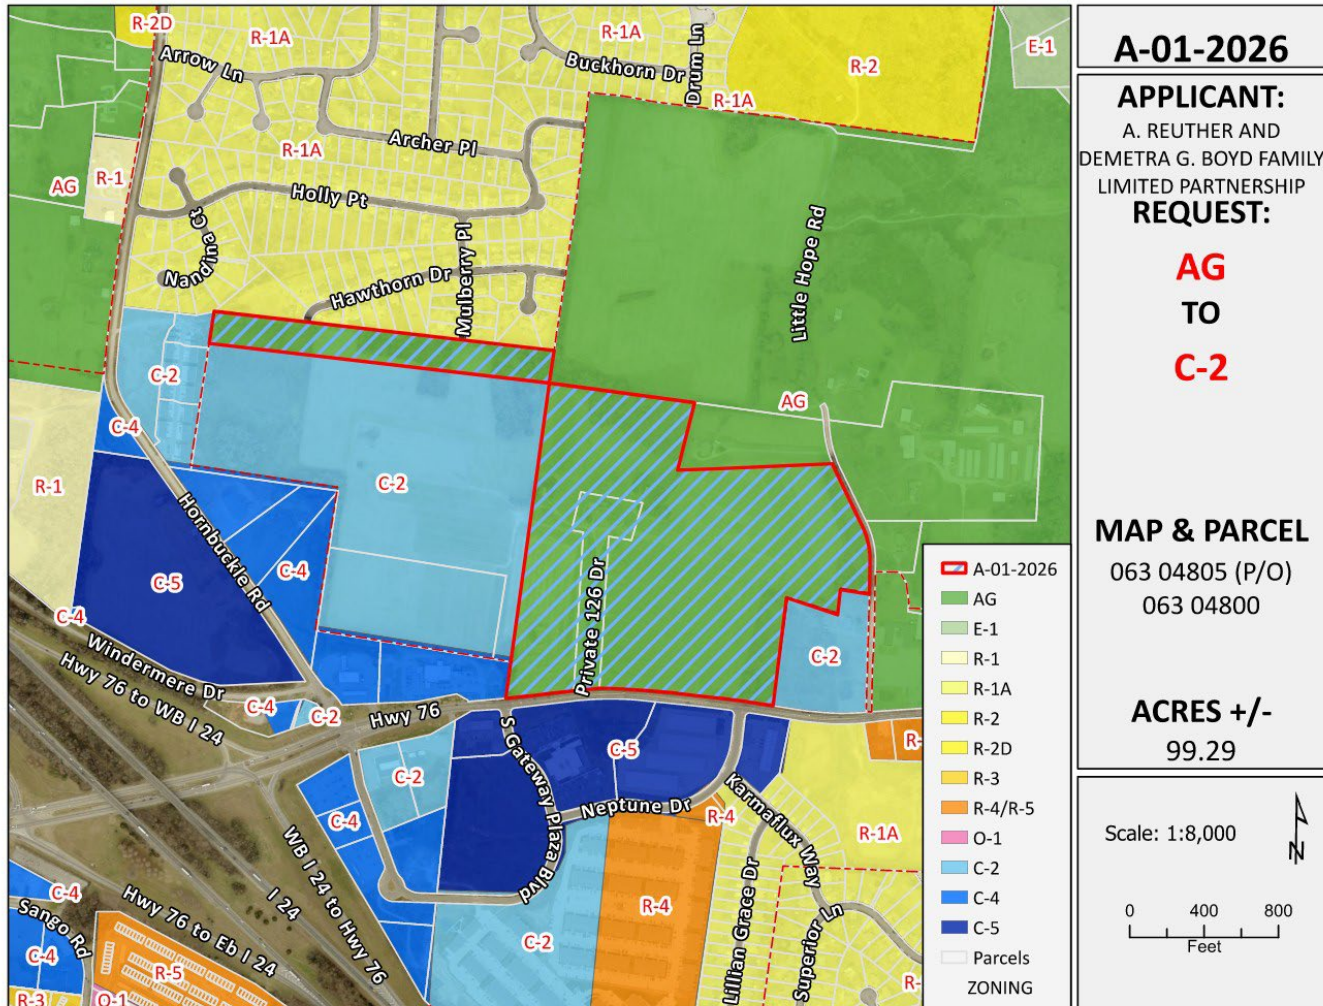 R-2D
R-1A
R-1A
Drum Ln
E-1
Arrow Ln
Buckhorn Dr
R-2
R-1A
Archer Pl
R-1A
AG
R-1
Holly Pt
Nandina Ct
Mulberry Pl
Hawthorn Dr
Little Hope Rd
C-2
AG
C-4
R-1
C-2
Hornbuckle Rd
C-4
C-5
Private 126 Dr
C-4
C-2
Windermere Dr
Hwy 76 to WB I 24
C-4
C-2
Hwy 76
S Gateway Plaza Blvd
C-5
R-
C-2
Neptune Dr
Karmaflux Way
R-4
R-1A
C-4
WB I 24 to Hwy 76
I 24
C-4
Hwy 76 to Eb I 24
Sango Rd
R-4
Lillian Grace Dr
Superior Ln
C-2
C-4
R-5
R-3
O-1
R-
A-01-2026
AG
E-1
R-1
R-1A
R-2
R-2D
R-3
R-4/R-5
O-1
C-2
C-4
C-5
Parcels
ZONING
A-01-2026
APPLICANT:
A. REUTHER AND
DEMETRA G. BOYD FAMILY
LIMITED PARTNERSHIP
REQUEST:
AG
TO
C-2
MAP & PARCEL
063 04805 (P/O)
063 04800
ACRES +/-
99.29
Scale: 1:8,000
N
0 400 800
Feet